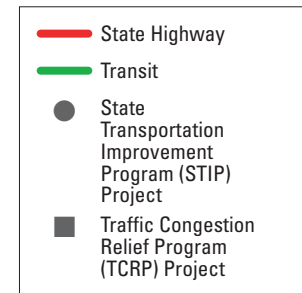 State Highway
Transit
State
Transportation
Improvement
Program (STIP)
Project
Traffic Congestion
Relief Program
(TCRP) Project